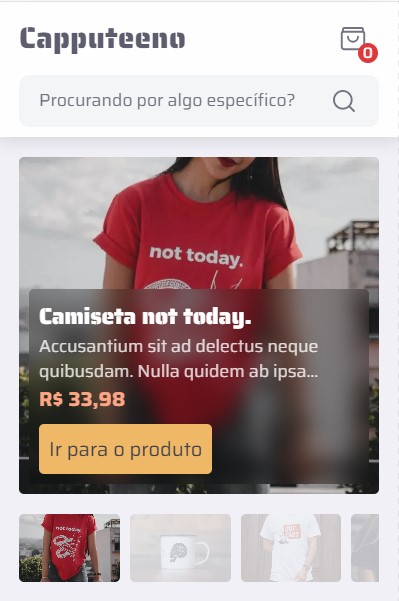 Capputeeno
0
Procurando por algo específico?
not today.
Camiseta not today.
Accusantium sit ad delectus neque
quibusdam. Nulla quidem ab ipsa...
R$ 33,98
Ir para o produto
not today.